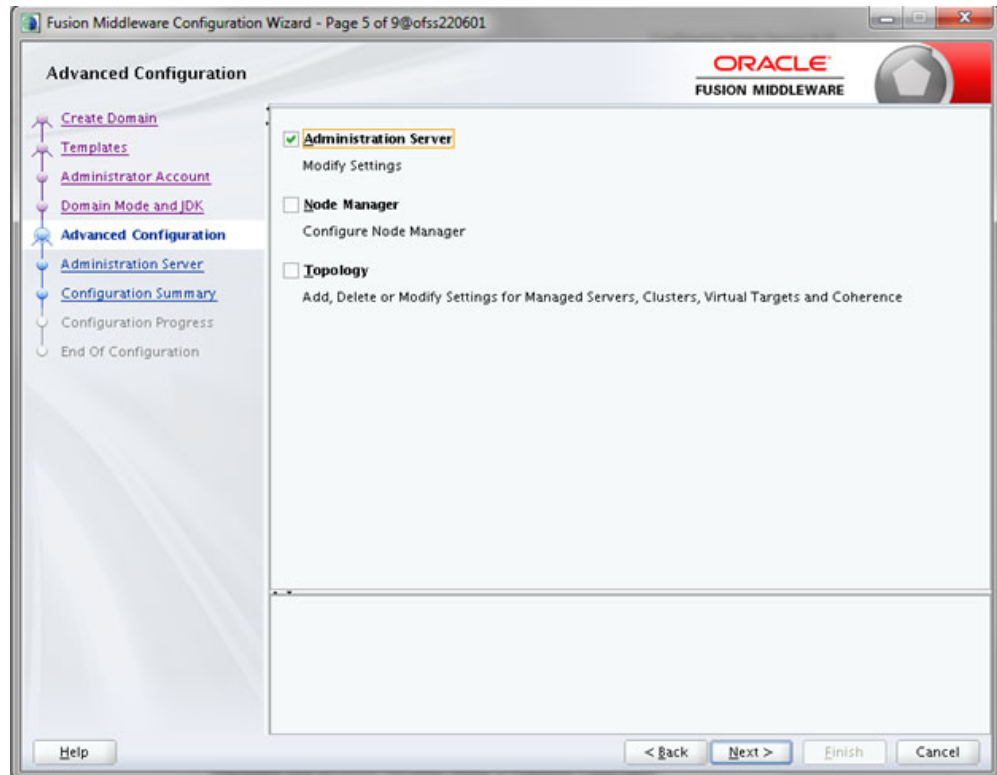 Fusion Middleware Configuration Wizard - Page 5 of 9@ofss220601
Advanced Configuration
ORACLE
FUSION MIDDLEWARE
Create Domain
Templates
Administrator Account
Domain Mode and JDK
Advanced Configuration
Administration Server
Configuration Summary
Configuration Progress
End Of Configuration
Administration Server
Modify Settings
Node Manager
Configure Node Manager
Topology
Add, Delete or Modify Settings for Managed Servers, Clusters, Virtual Targets and Coherence
Help
< Back
Next >
Finish
Cancel